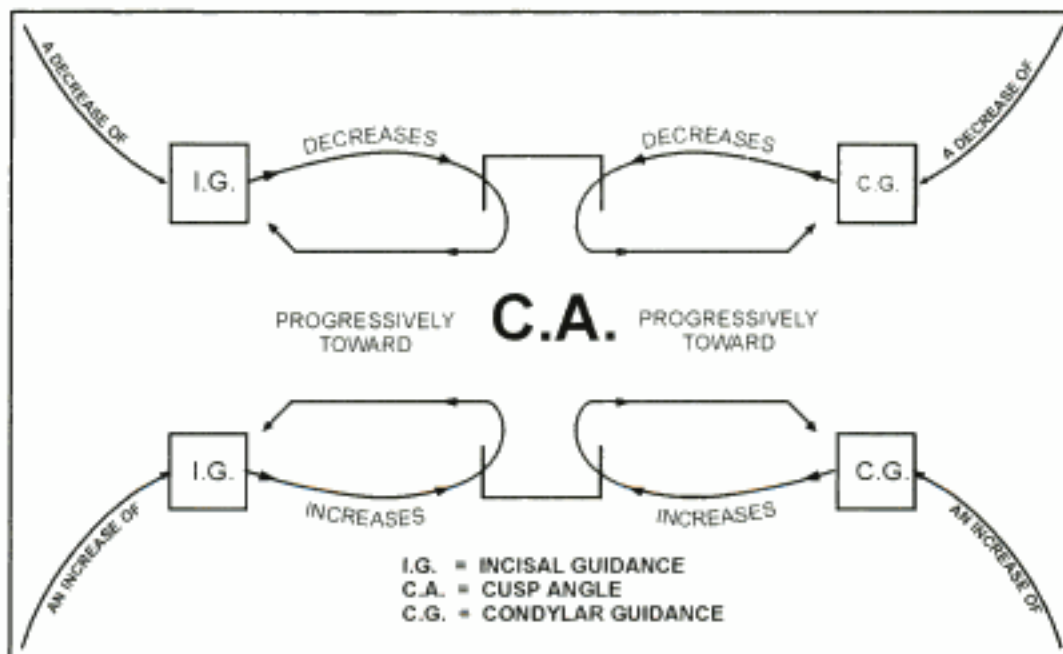 A DECREASE OF
A DECREASE OF
I.G.
DECREASES
DECREASES
C.G.
PROGRESSIVELY
TOWARD
C.A.
PROGRESSIVELY
TOWARD
I.G.
INCREASES
INCREASES
C.G.
AN INCREASE OF
AN INCREASE OF
I.G. = INCISAL GUIDANCE
C.A. = CUSP ANGLE
C.G. = CONDYLAR GUIDANCE